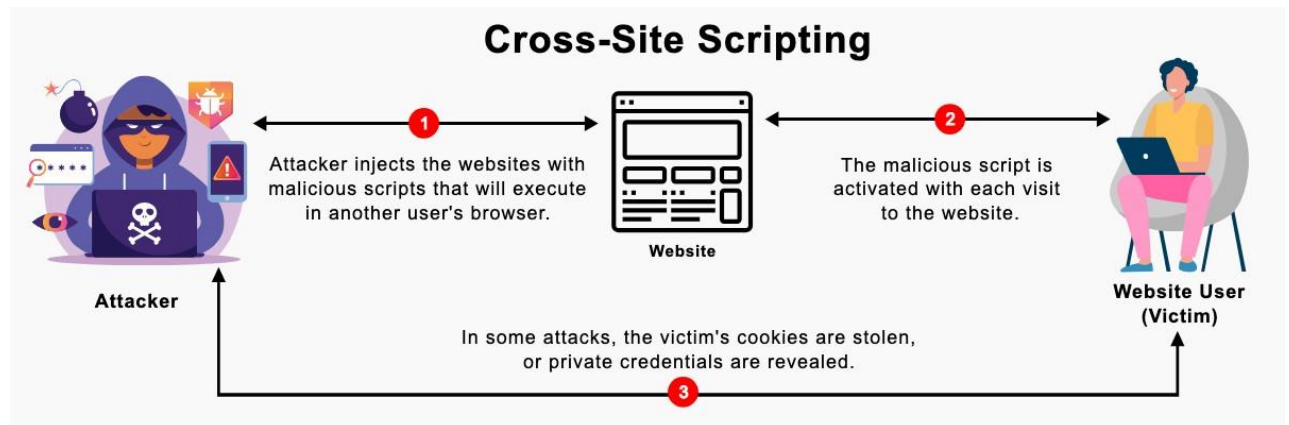 Cross-Site Scripting
1
Attacker injects the websites with
malicious scripts that will execute
in another user's browser.
2
The malicious script is
activated with each visit
to the website.
Website
Attacker
Website User
(Victim)
In some attacks, the victim's cookies are stolen,
or private credentials are revealed.
3